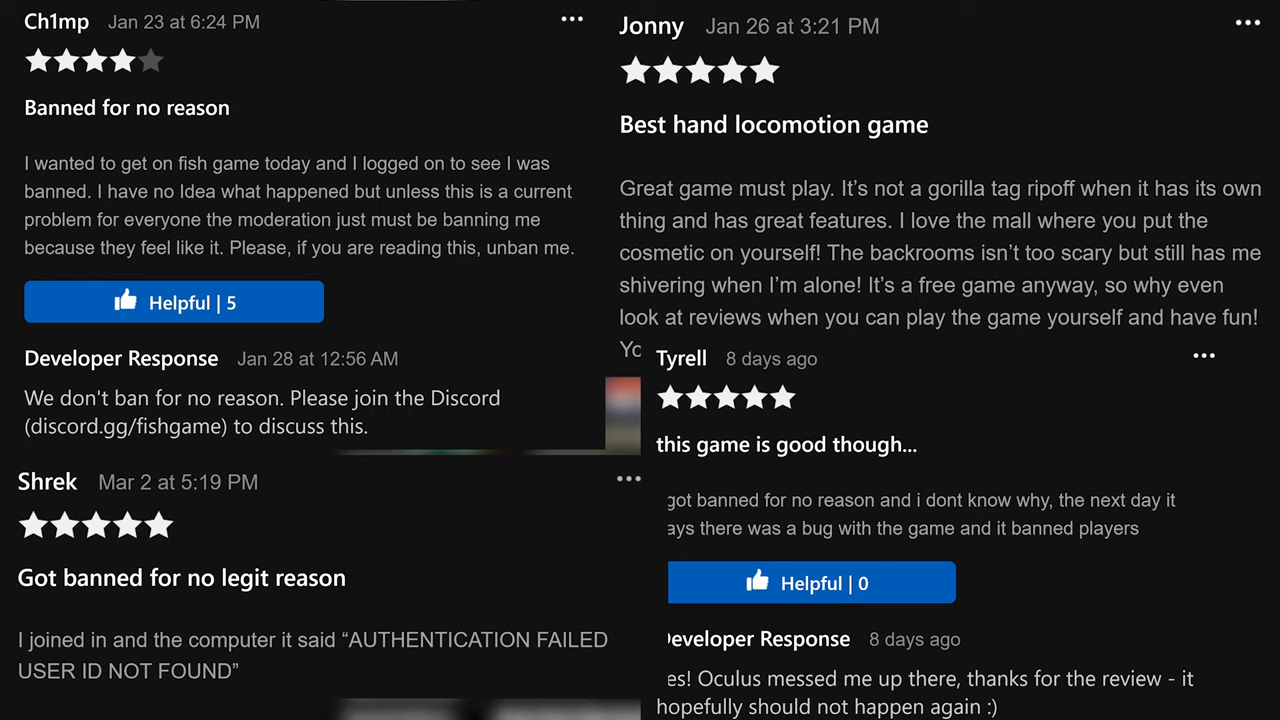 Ch1mp Jan 23 at 6:24 PM
Banned for no reason
I wanted to get on fish game today and I logged on to see I was
banned. I have no Idea what happened but unless this is a current
problem for everyone the moderation just must be banning me
because they feel like it. Please, if you are reading this, unban me.
Helpful | 5
Developer Response Jan 28 at 12:56 AM
We don't ban for no reason. Please join the Discord
(discord.gg/fishgame) to discuss this.
Jonny Jan 26 at 3:21 PM
Best hand locomotion game
Great game must play. It’s not a gorilla tag ripoff when it has its own
thing and has great features. I love the mall where you put the
cosmetic on yourself! The backrooms isn’t too scary but still has me
shivering when I’m alone! It’s a free game anyway, so why even
look at reviews when you can play the game yourself and have fun!
Shrek Mar 2 at 5:19 PM
Got banned for no legit reason
I joined in and the computer it said “AUTHENTICATION FAILED
USER ID NOT FOUND”
Tyrell 8 days ago
this game is good though...
got banned for no reason and i dont know why, the next day it
ays there was a bug with the game and it banned players
Helpful | 0
eveloper Response 8 days ago
es! Oculus messed me up there, thanks for the review - it
hopefully should not happen again :)